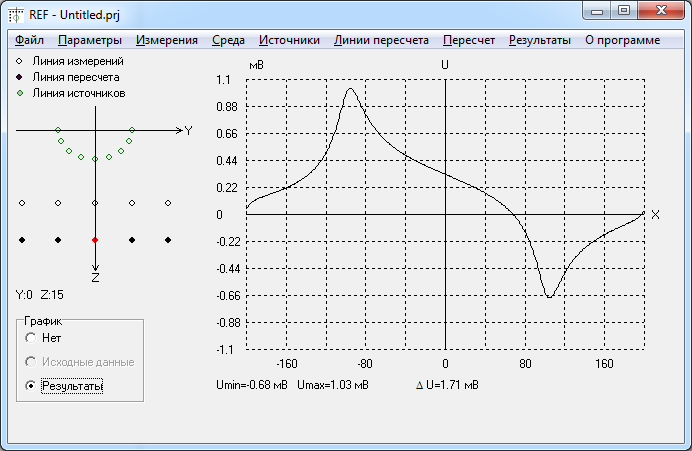 REF - Untitled.prj
Файл Параметры Измерения Среда Источники Линии пересчета Пересчет Результаты О программе
Линия измерений
Линия пересчета
Линия источников
Y
Z
Y:0 Z:15
График
Нет
Исходные данные
Результаты
мВ U
1.1
0.88
0.66
0.44
0.22
0 X
-0.22
-0.44
-0.66
-0.88
-1.1
-160 -80 0 80 160
Umin=-0.68 мВ Umax=1.03 мВ Δ U=1.71 мВ